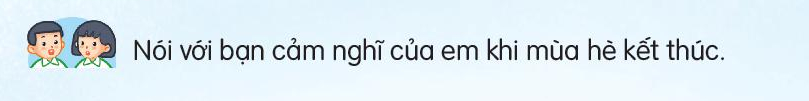 Nói với bạn cảm nghĩ của em khi mùa hè kết thúc.